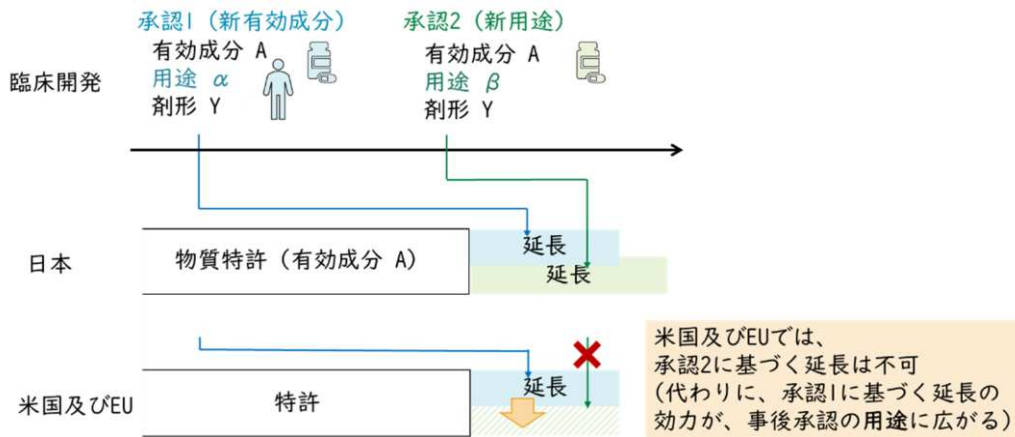 承認1（新有効成分）
有効成分 A
用途 α
剤形 Y
承認2（新用途）
有効成分 A
用途 β
剤形 Y
臨床開発
日本
物質特許（有効成分 A）
延長
延長
米国及びEU
特許
延長
米国及びEUでは、
承認2に基づく延長は不可
(代わりに、承認1に基づく延長の
効力が、事後承認の用途に広がる)